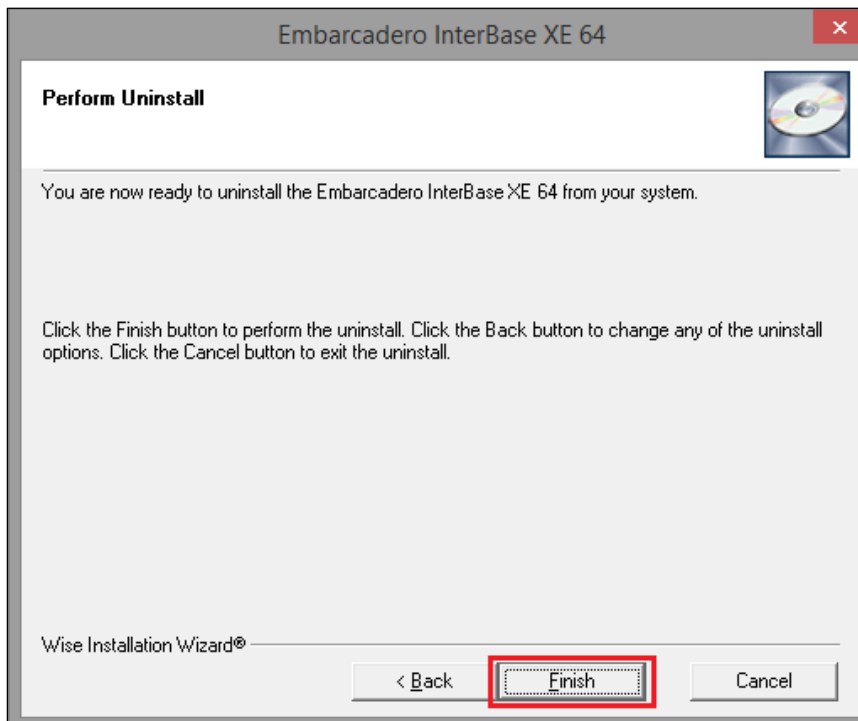 Embarcadero InterBase XE 64
Perform Uninstall
You are now ready to uninstall the Embarcadero InterBase XE 64 from your system.
Click the Finish button to perform the uninstall. Click the Back button to change any of the uninstall
options. Click the Cancel button to exit the uninstall.
Wise Installation Wizard®
< Back
Finish
Cancel